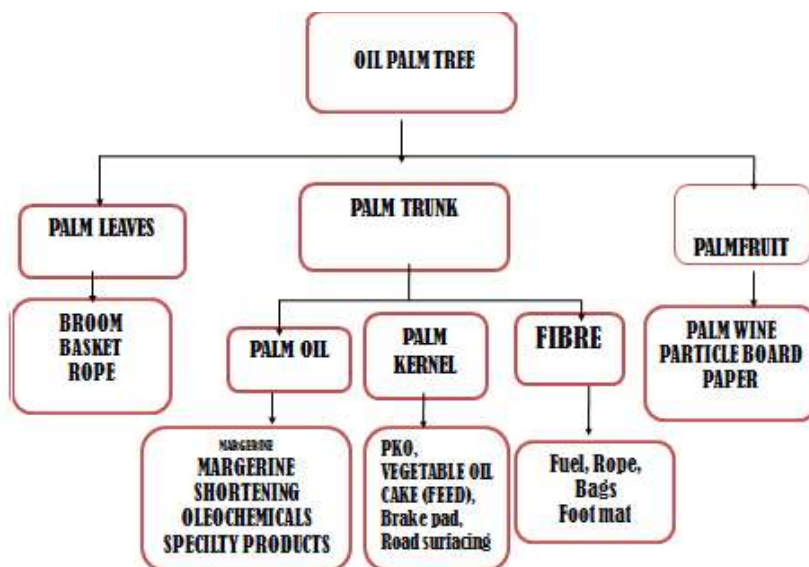 OIL PALM TREE
PALM LEAVES
PALM TRUNK
PALMFRUIT
BROOM
BASKET
ROPE
PALM OIL
PALM
KERNEL
FIBRE
PALM WINE
PARTICLE BOARD
PAPER
MARGERINE
MARGERINE
SHORTENING
OLEOCHEMICALS
SPECILTY PRODUCTS
PKO,
VEGETABLE OIL
CAKE (FEED),
Brake pad,
Road surfacing
Fuel, Rope,
Bags
Foot mat